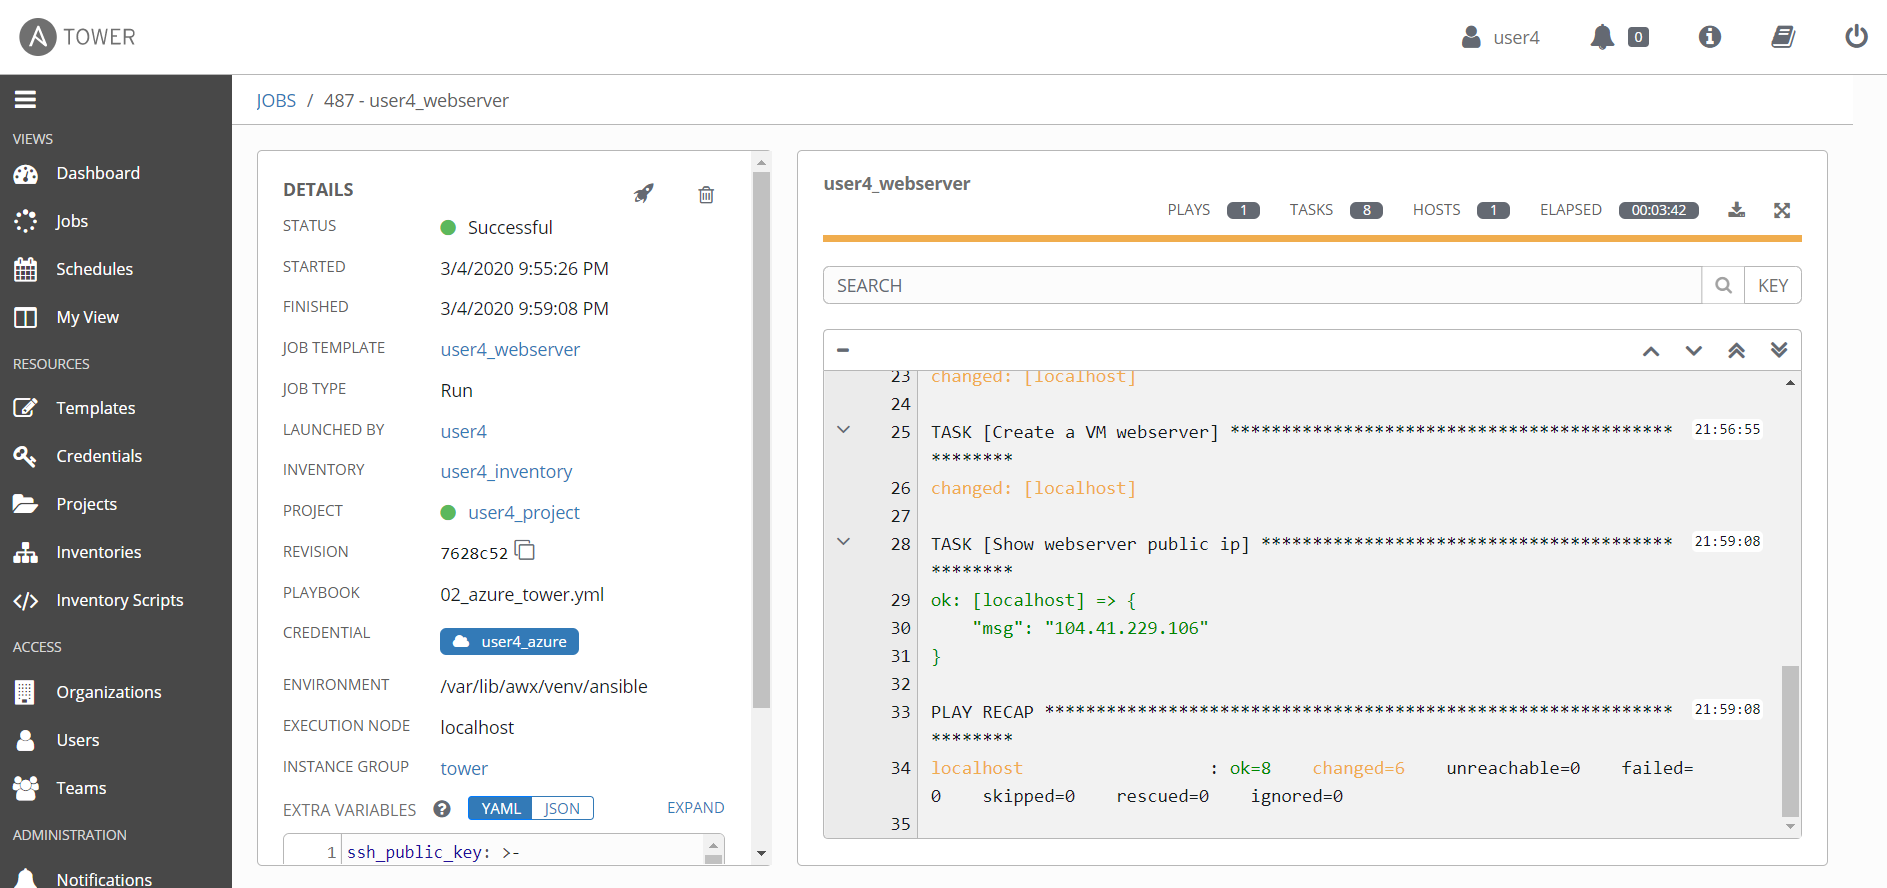 TOWER
user4
0
VIEWS
Dashboard
Jobs
Schedules
My View
RESOURCES
Templates
Credentials
Projects
Inventories
Inventory Scripts
ACCESS
Organizations
Users
Teams
ADMINISTRATION
Notifications
JOBS / 487 - user4_webserver
DETAILS
STATUS Successful
STARTED 3/4/2020 9:55:26 PM
FINISHED 3/4/2020 9:59:08 PM
JOB TEMPLATE user4_webserver
JOB TYPE Run
LAUNCHED BY user4
INVENTORY user4_inventory
PROJECT user4_project
REVISION 7628c52
PLAYBOOK 02_azure_tower.yml
CREDENTIAL user4_azure
ENVIRONMENT /var/lib/awx/venv/ansible
EXECUTION NODE localhost
INSTANCE GROUP tower
EXTRA VARIABLES ? YAML JSON EXPAND
1 ssh_public_key: >-
user4_webserver
PLAYS 1 TASKS 8 HOSTS 1 ELAPSED 00:03:42
SEARCH KEY
23 changed: [localhost]
24
25 TASK [Create a VM webserver] ******************************************* 21:56:55
********
26 changed: [localhost]
27
28 TASK [Show webserver public ip] **************************************** 21:59:08
********
29 ok: [localhost] => {
30 "msg": "104.41.229.106"
31 }
32
33 PLAY RECAP ************************************************************* 21:59:08
********
34 localhost : ok=8 changed=6 unreachable=0 failed=
0 skipped=0 rescued=0 ignored=0
35